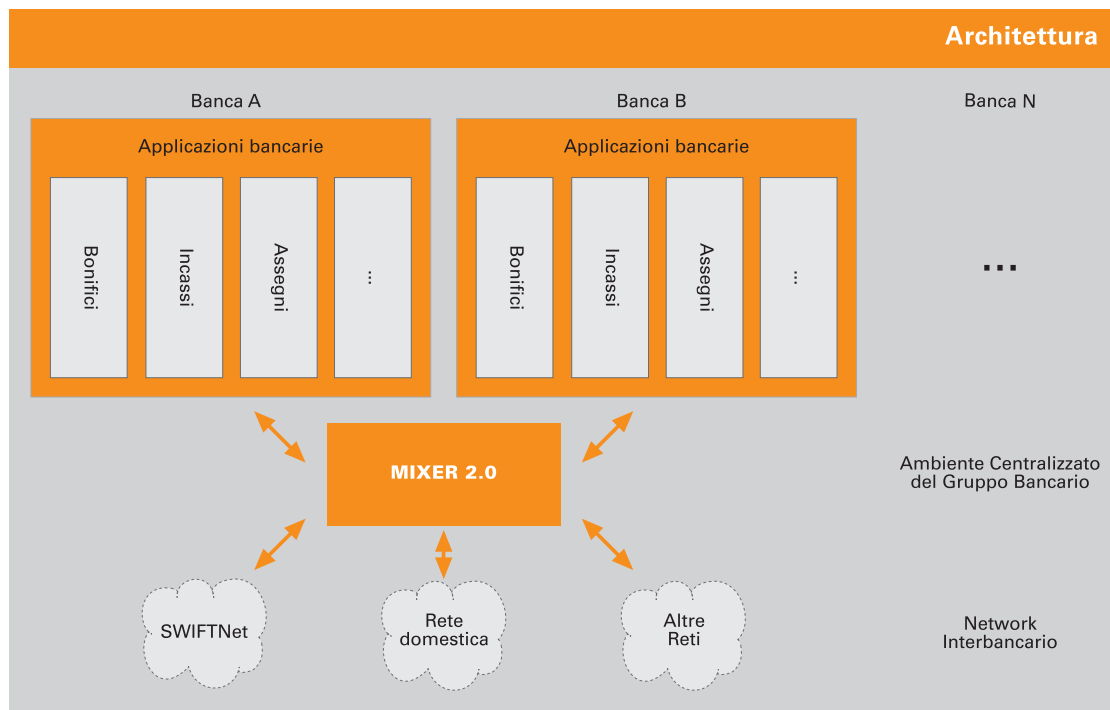 Architettura
Banca A
Banca B
Banca N
Applicazioni bancarie
Applicazioni bancarie
Bonifici
Incassi
Assegni
...
Bonifici
Incassi
Assegni
...
...
MIXER 2.0
Ambiente Centralizzato
del Gruppo Bancario
SWIFTNet
Rete
domestica
Altre
Reti
Network
Interbancario